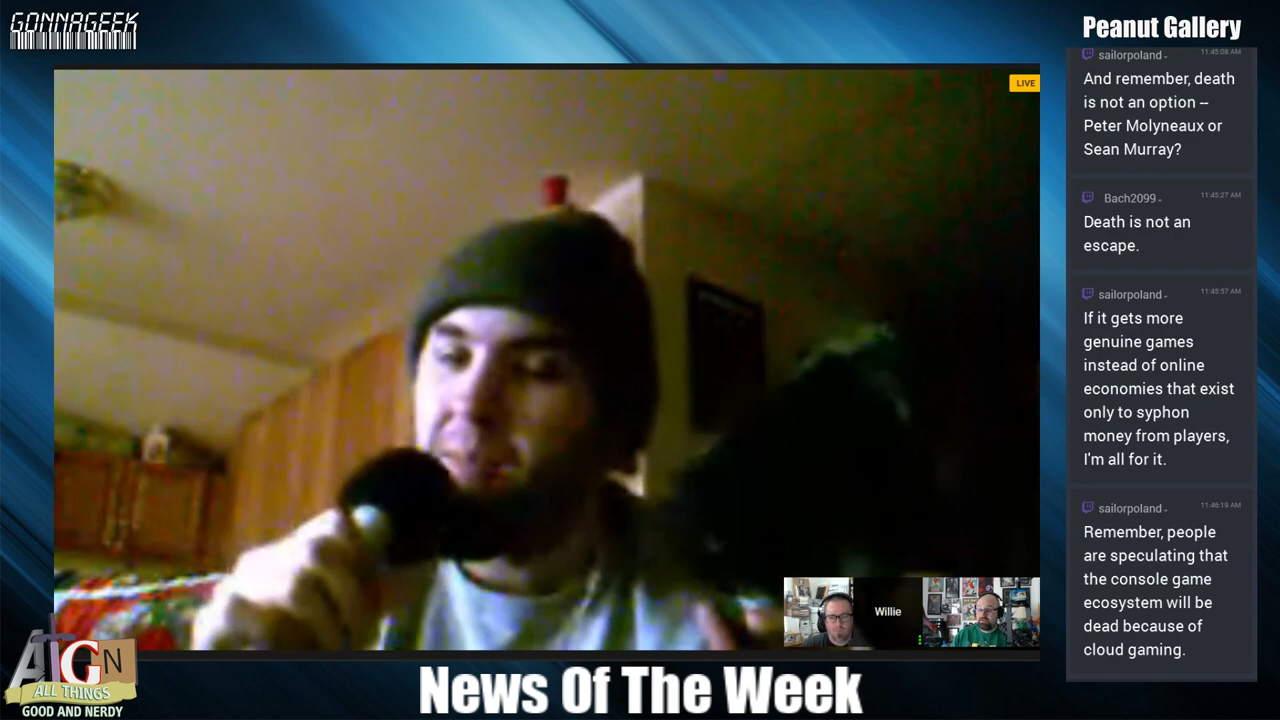 GONNAGEEK
Peanut Gallery
LIVE
sailorpoland
11:45:08 AM
And remember, death
is not an option --
Peter Molyneaux or
Sean Murray?
Bach2099
11:45:27 AM
Death is not an
escape.
sailorpoland
11:45:57 AM
If it gets more
genuine games
instead of online
economies that exist
only to syphon
money from players,
I'm all for it.
sailorpoland
11:46:19 AM
Remember, people
are speculating that
the console game
ecosystem will be
dead because of
cloud gaming.
Willie
ATGN
ALL THINGS
GOOD AND NERDY
News Of The Week